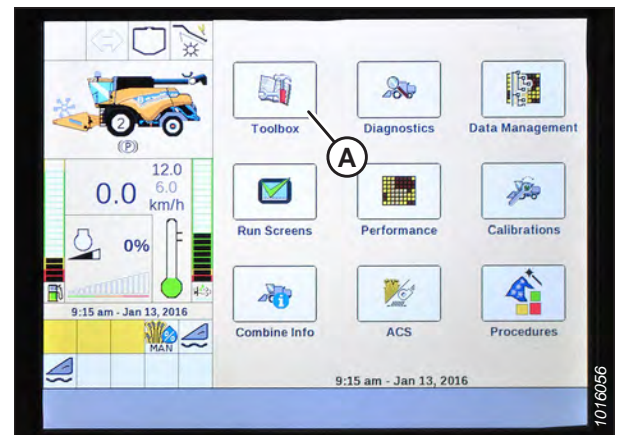 2
(P)
12.0
6.0
0.0
km/h
0%
9:15 am - Jan 13, 2016
MAN
Toolbox
Diagnostics
Data Management
A
Run Screens
Performance
Calibrations
Combine Info
ACS
Procedures
9:15 am - Jan 13, 2016
1016056